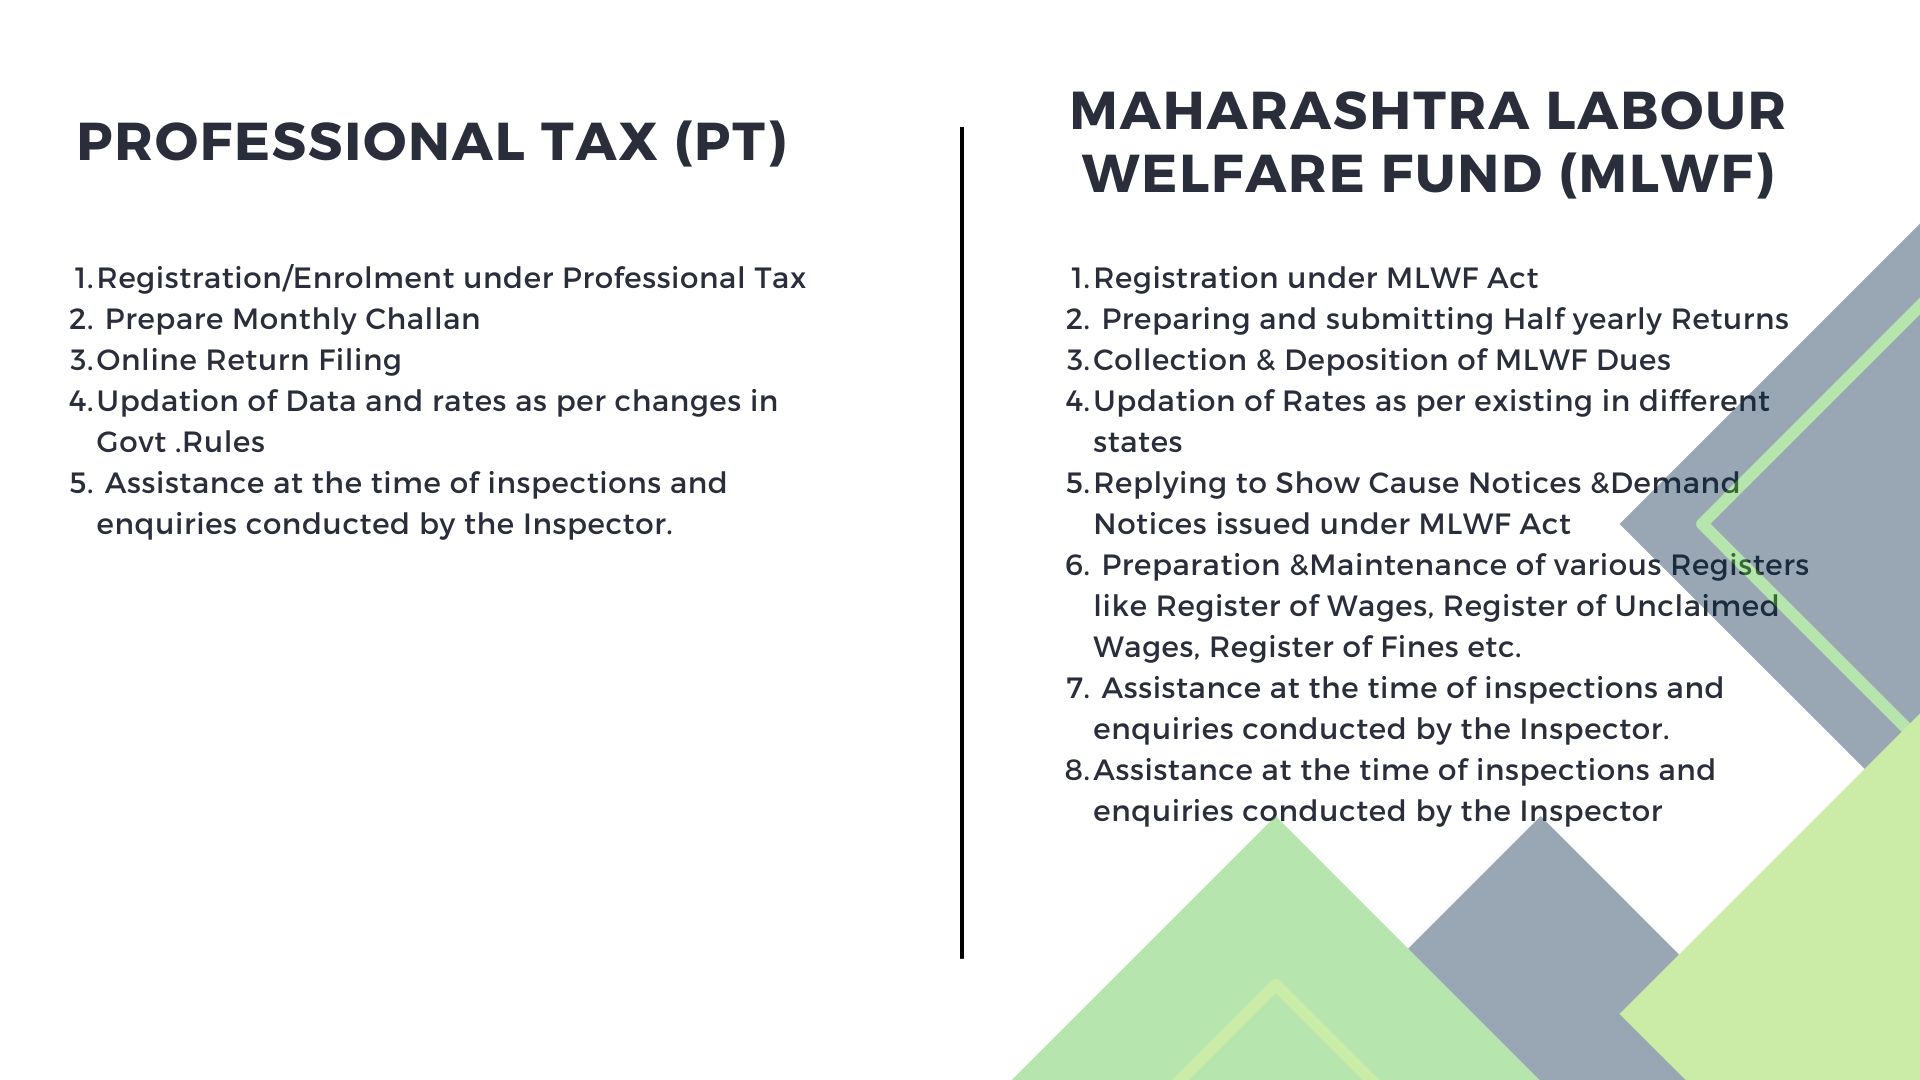 PROFESSIONAL TAX (PT)
1. Registration/Enrolment under Professional Tax
2. Prepare Monthly Challan
3. Online Return Filing
4. Updation of Data and rates as per changes in
Govt .Rules
5. Assistance at the time of inspections and
enquiries conducted by the Inspector.
MAHARASHTRA LABOUR
WELFARE FUND (MLWF)
1. Registration under MLWF Act
2. Preparing and submitting Half yearly Returns
3. Collection & Deposition of MLWF Dues
4. Updation of Rates as per existing in different
states
5. Replying to Show Cause Notices &Demand
Notices issued under MLWF Act
6. Preparation &Maintenance of various Registers
like Register of Wages, Register of Unclaimed
Wages, Register of Fines etc.
7. Assistance at the time of inspections and
enquiries conducted by the Inspector.
8. Assistance at the time of inspections and
enquiries conducted by the Inspector